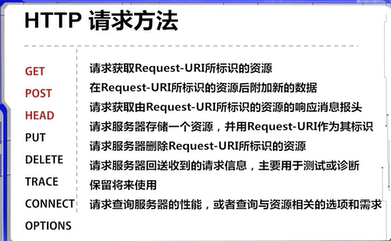 HTTP 请求方法
GET 请求获取Request-URI所标识的资源
POST 在Request-URI所标识的资源后附加新的数据
HEAD 请求获取由Request-URI所标识的资源的响应消息报头
PUT 请求服务器存储一个资源，并用Request-URI作为其标识
DELETE 请求服务器删除Request-URI所标识的资源
TRACE 请求服务器回送收到的请求信息，主要用于测试或诊断
CONNECT 保留将来使用
OPTIONS 请求查询服务器的性能，或者查询与资源相关的选项和需求